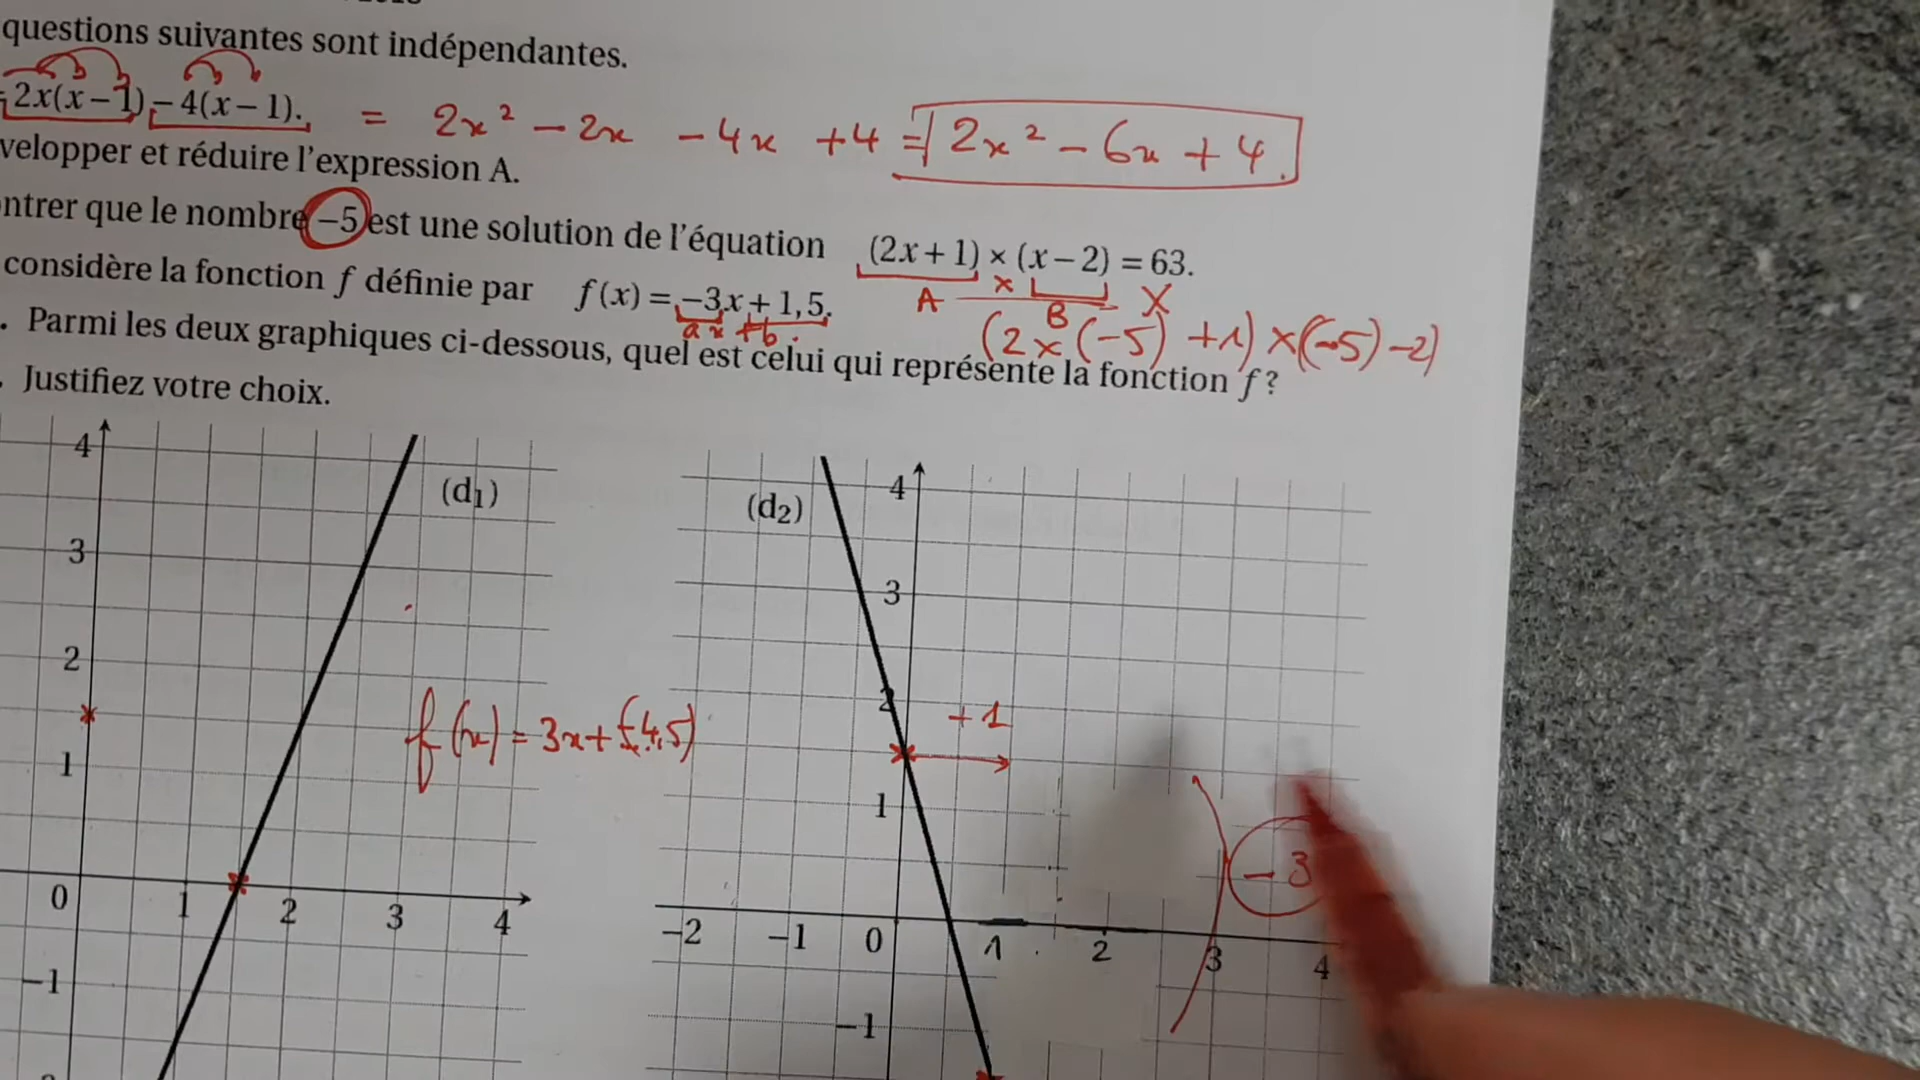 questions suivantes sont indépendantes.
2x(x−1)−4(x−1). = 2x² − 2x − 4x + 4 = 2x² − 6x + 4.
velopper et réduire l'expression A.
ntrer que le nombre −5 est une solution de l'équation (2x+1)×(x−2)=63.
A × B X
considère la fonction f définie par f(x)=−3x+1,5.
ax +b.
(2×(−5)+1)×((−5)−2)
. Parmi les deux graphiques ci-dessous, quel est celui qui représente la fonction f?
. Justifiez votre choix.
4
(d₁)
3
2
1
0 1 2 3 4
−1
f(x) = 3x+(−4,5)
(d₂)
4
3
2
+1
1
−3
−2 −1 0 1 2 3 4
−1